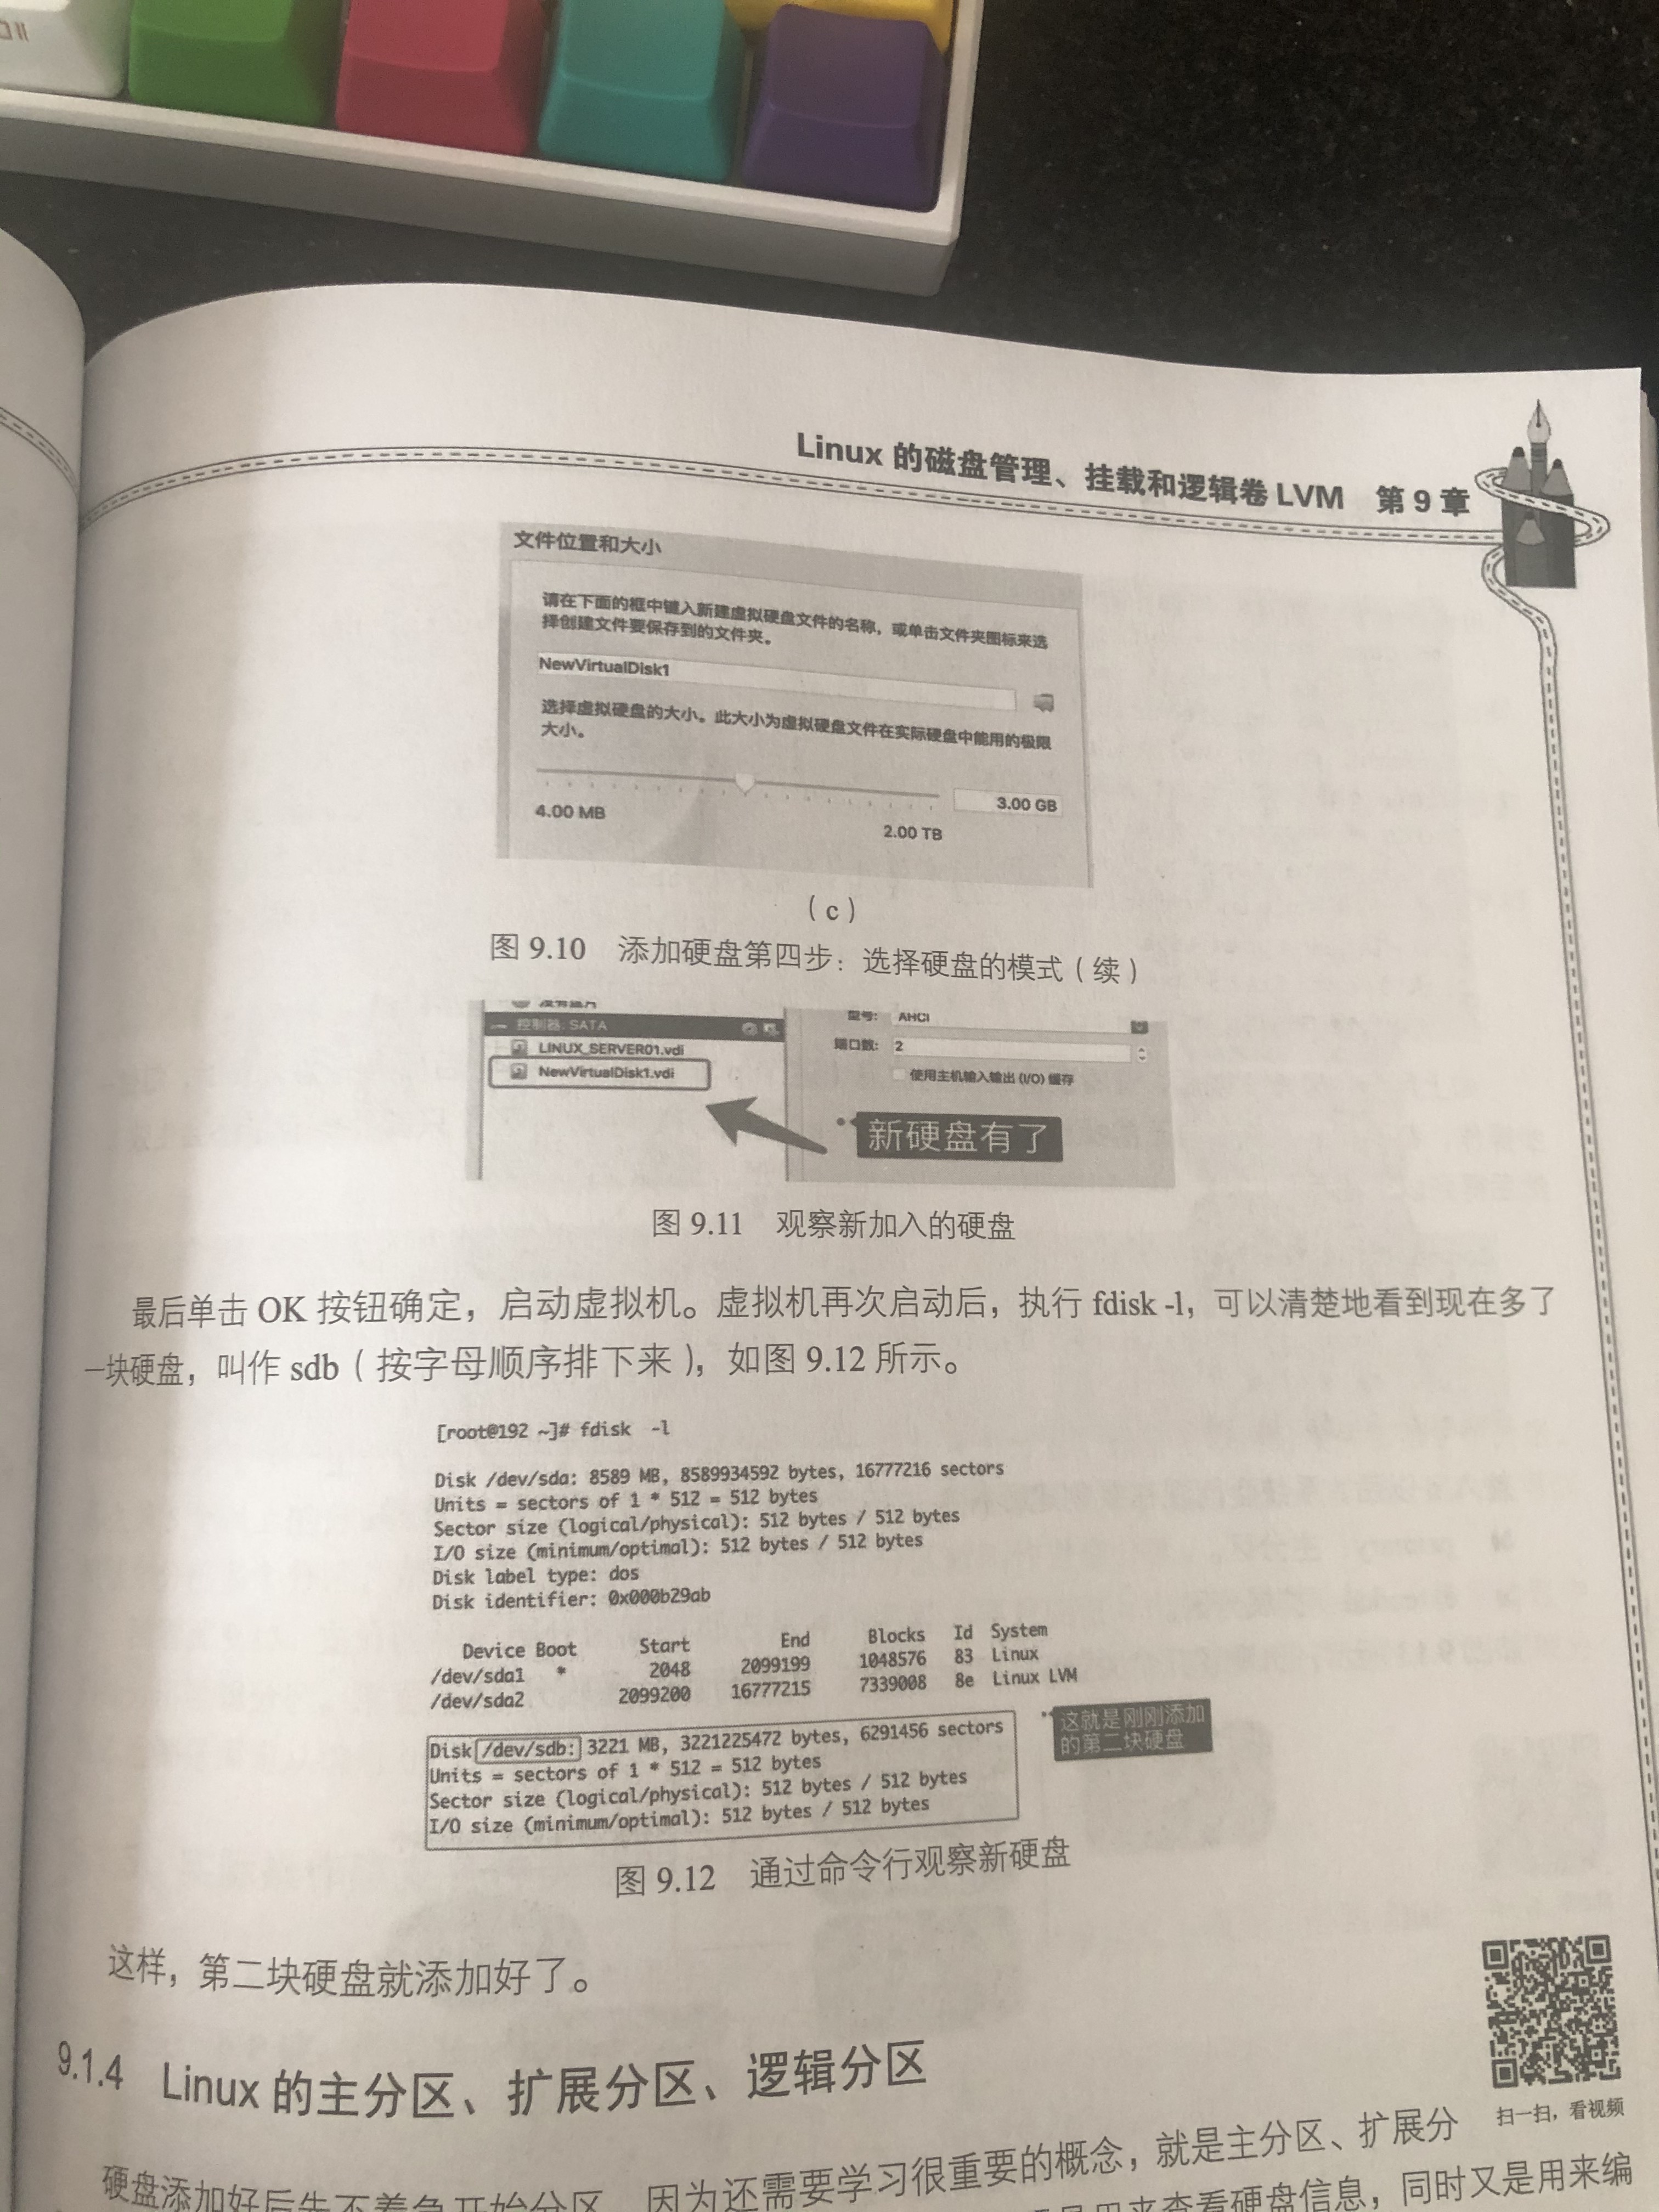 Linux 的磁盘管理、挂载和逻辑卷 LVM 第 9 章
文件位置和大小
请在下面的框中键入新建虚拟硬盘文件的名称，或单击文件夹图标来选
择创建文件要保存到的文件夹。
NewVirtualDisk1
选择虚拟硬盘的大小。此大小为虚拟硬盘文件在实际硬盘中能用的极限
大小。
3.00 GB
4.00 MB
2.00 TB
（c）
图 9.10 添加硬盘第四步：选择硬盘的模式（续）
控制器: SATA
LINUX_SERVER01.vdi
NewVirtualDisk1.vdi
型号: AHCI
端口数: 2
使用主机输入输出 (I/O) 缓存
新硬盘有了
图 9.11 观察新加入的硬盘
最后单击 OK 按钮确定，启动虚拟机。虚拟机再次启动后，执行 fdisk -l，可以清楚地看到现在多了
一块硬盘，叫作 sdb（按字母顺序排下来），如图 9.12 所示。
[root@192 ~]# fdisk -l
Disk /dev/sda: 8589 MB, 8589934592 bytes, 16777216 sectors
Units = sectors of 1 * 512 = 512 bytes
Sector size (logical/physical): 512 bytes / 512 bytes
I/O size (minimum/optimal): 512 bytes / 512 bytes
Disk label type: dos
Disk identifier: 0x000b29ab
Device Boot Start End Blocks Id System
/dev/sda1 * 2048 2099199 1048576 83 Linux
/dev/sda2 2099200 16777215 7339008 8e Linux LVM
Disk /dev/sdb: 3221 MB, 3221225472 bytes, 6291456 sectors
Units = sectors of 1 * 512 = 512 bytes
Sector size (logical/physical): 512 bytes / 512 bytes
I/O size (minimum/optimal): 512 bytes / 512 bytes
这就是刚刚添加
的第二块硬盘
图 9.12 通过命令行观察新硬盘
这样，第二块硬盘就添加好了。
9.1.4 Linux 的主分区、扩展分区、逻辑分区
扫一扫，看视频
硬盘添加好后先不着急开始分区，因为还需要学习很重要的概念，就是主分区、扩展分
用来查看硬盘信息，同时又是用来编